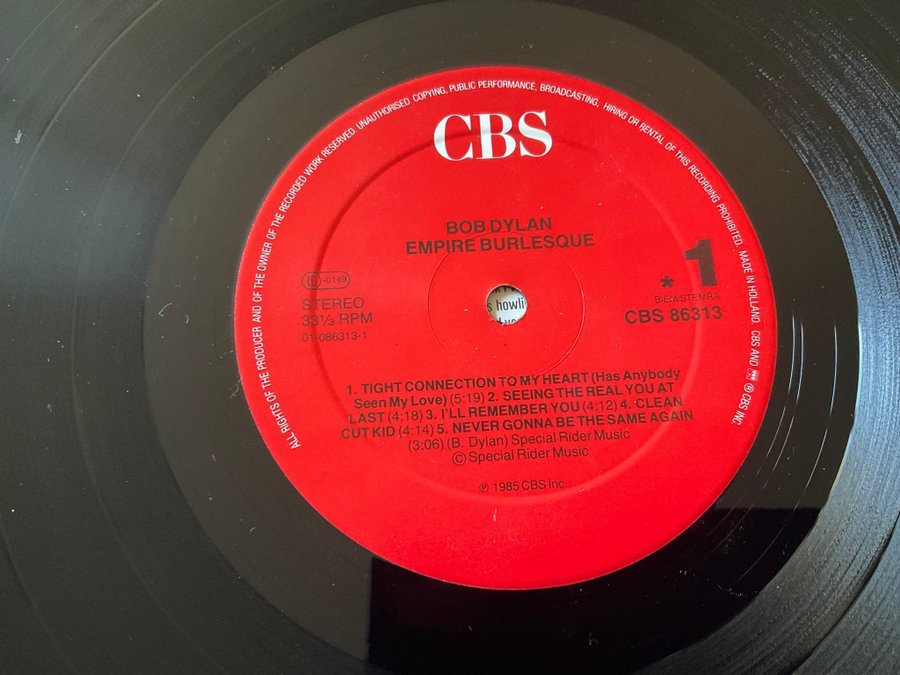 ALL RIGHTS OF THE PRODUCER AND OF THE OWNER OF THE RECORDED WORK RESERVED. UNAUTHORISED COPYING, PUBLIC PERFORMANCE, BROADCASTING, HIRING OR RENTAL OF THIS RECORDING PROHIBITED. MADE IN HOLLAND. CBS AND ® CBS INC.
CBS
BOB DYLAN
EMPIRE BURLESQUE
LC-0149
STEREO
33⅓ RPM
01-086313-1
* 1
BIEM/STEMRA
CBS 86313
s howli
1. TIGHT CONNECTION TO MY HEART (Has Anybody
Seen My Love) (5:19) 2. SEEING THE REAL YOU AT
LAST (4:18) 3. I'LL REMEMBER YOU (4:12) 4. CLEAN
CUT KID (4:14) 5. NEVER GONNA BE THE SAME AGAIN
(3:06) (B. Dylan) Special Rider Music
© Special Rider Music
℗ 1985 CBS Inc.